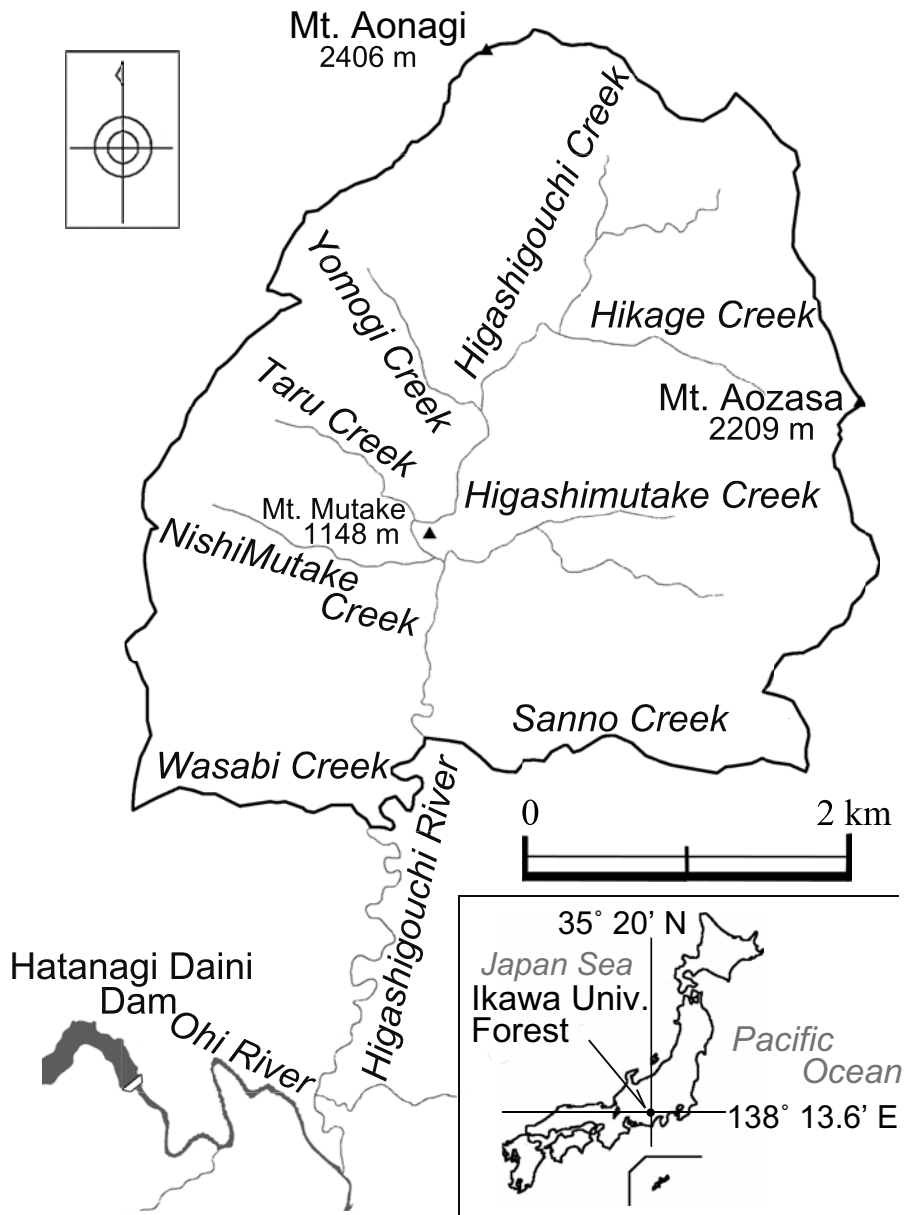 Mt. Aonagi
2406 m
Higashigouchi Creek
Yomogi Creek
Hikage Creek
Taru Creek
Mt. Aozasa
2209 m
Higashimutake Creek
Mt. Mutake
1148 m
NishiMutake
Creek
Sanno Creek
Wasabi Creek
0 2 km
Higashigouchi River
Hatanagi Daini
Dam
Ohi River
35° 20’ N
Japan Sea
Ikawa Univ.
Forest
Pacific
Ocean
138° 13.6’ E